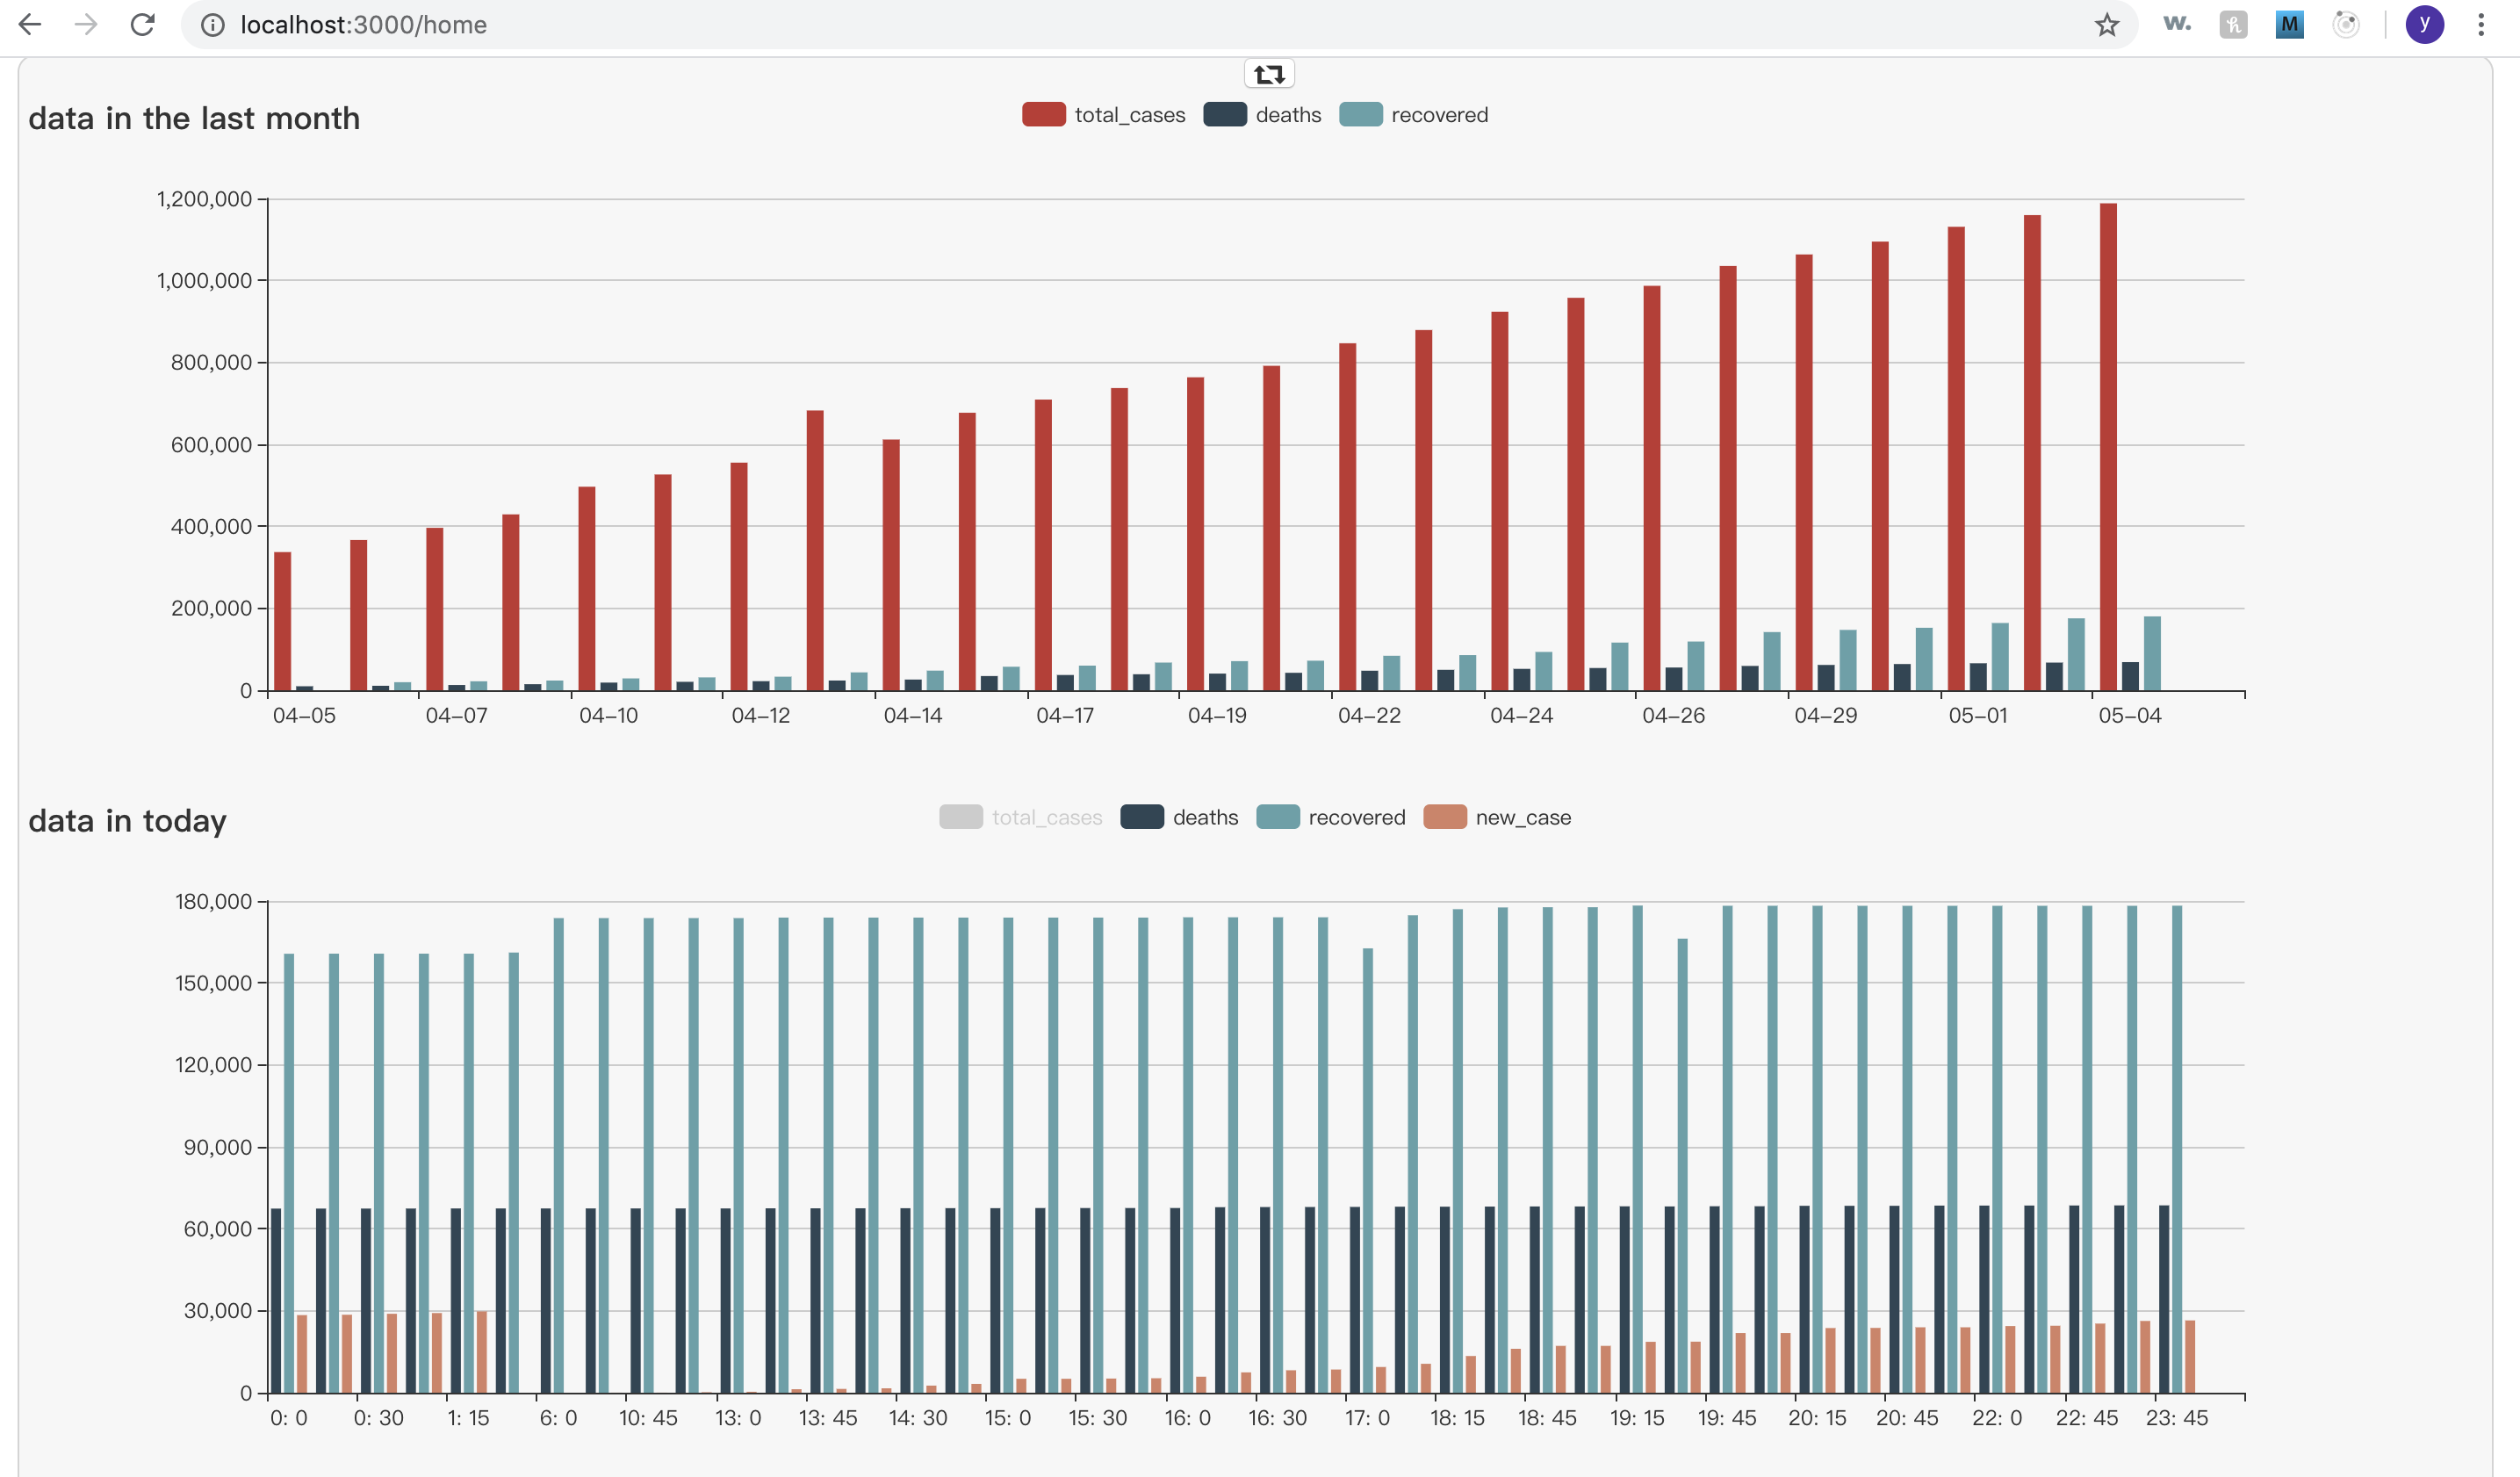 localhost:3000/home
W. h M y
data in the last month
total_cases deaths recovered
1,200,000
1,000,000
800,000
600,000
400,000
200,000
0
04-05 04-07 04-10 04-12 04-14 04-17 04-19 04-22 04-24 04-26 04-29 05-01 05-04
data in today
total_cases deaths recovered new_case
180,000
150,000
120,000
90,000
60,000
30,000
0
0: 0 0: 30 1: 15 6: 0 10: 45 13: 0 13: 45 14: 30 15: 0 15: 30 16: 0 16: 30 17: 0 18: 15 18: 45 19: 15 19: 45 20: 15 20: 45 22: 0 22: 45 23: 45